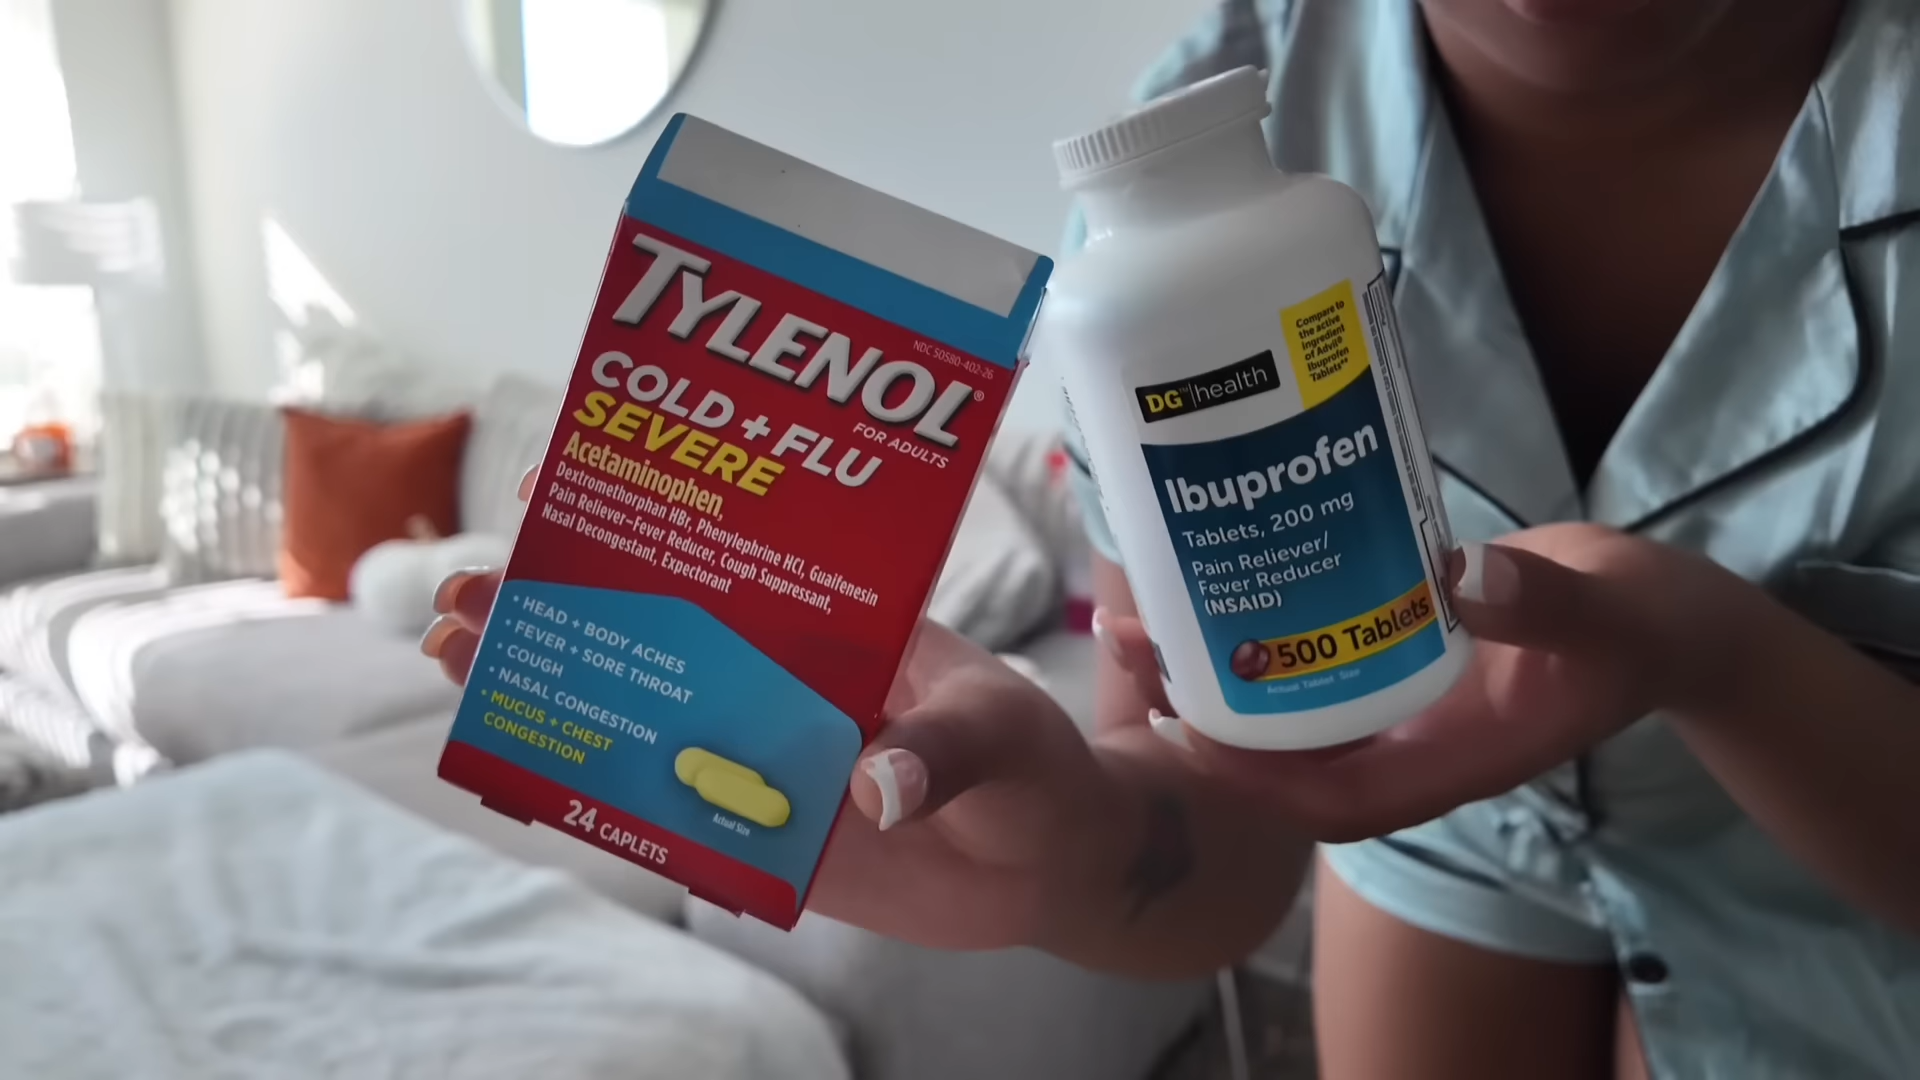 TYLENOL®
FOR ADULTS
NDC 50580-402-26
COLD + FLU
SEVERE
Acetaminophen,
Dextromethorphan HBr, Phenylephrine HCl, Guaifenesin
Pain Reliever–Fever Reducer, Cough Suppressant,
Nasal Decongestant, Expectorant
• HEAD + BODY ACHES
• FEVER + SORE THROAT
• COUGH
• NASAL CONGESTION
• MUCUS + CHEST
CONGESTION
Actual Size
24 CAPLETS
Compare to
the active
ingredient
of Advil®
Ibuprofen
Tablets**
DG™|health
Ibuprofen
Tablets, 200 mg
Pain Reliever/
Fever Reducer
(NSAID)
500 Tablets
Actual Tablet Size